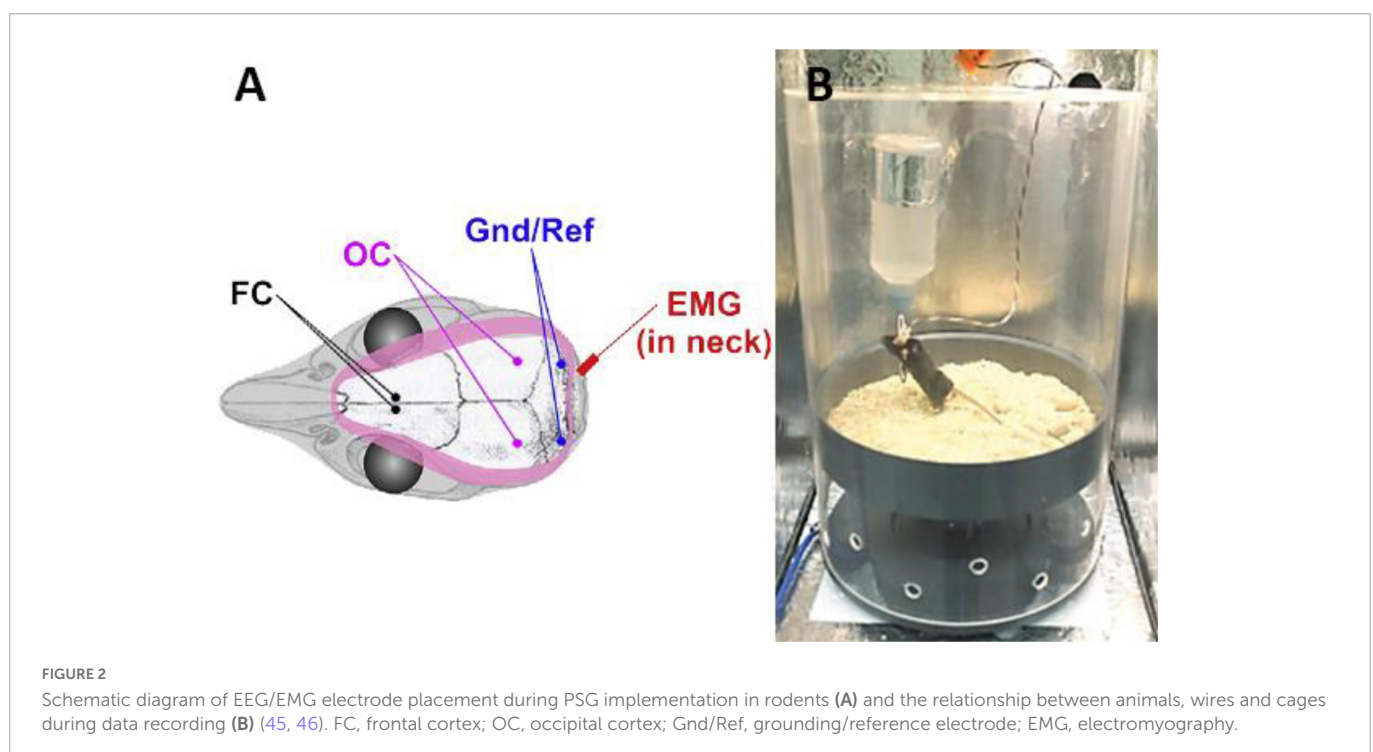 A
B
Gnd/Ref
OC
FC
EMG
(in neck)
FIGURE 2
Schematic diagram of EEG/EMG electrode placement during PSG implementation in rodents (A) and the relationship between animals, wires and cages
during data recording (B) (45, 46). FC, frontal cortex; OC, occipital cortex; Gnd/Ref, grounding/reference electrode; EMG, electromyography.